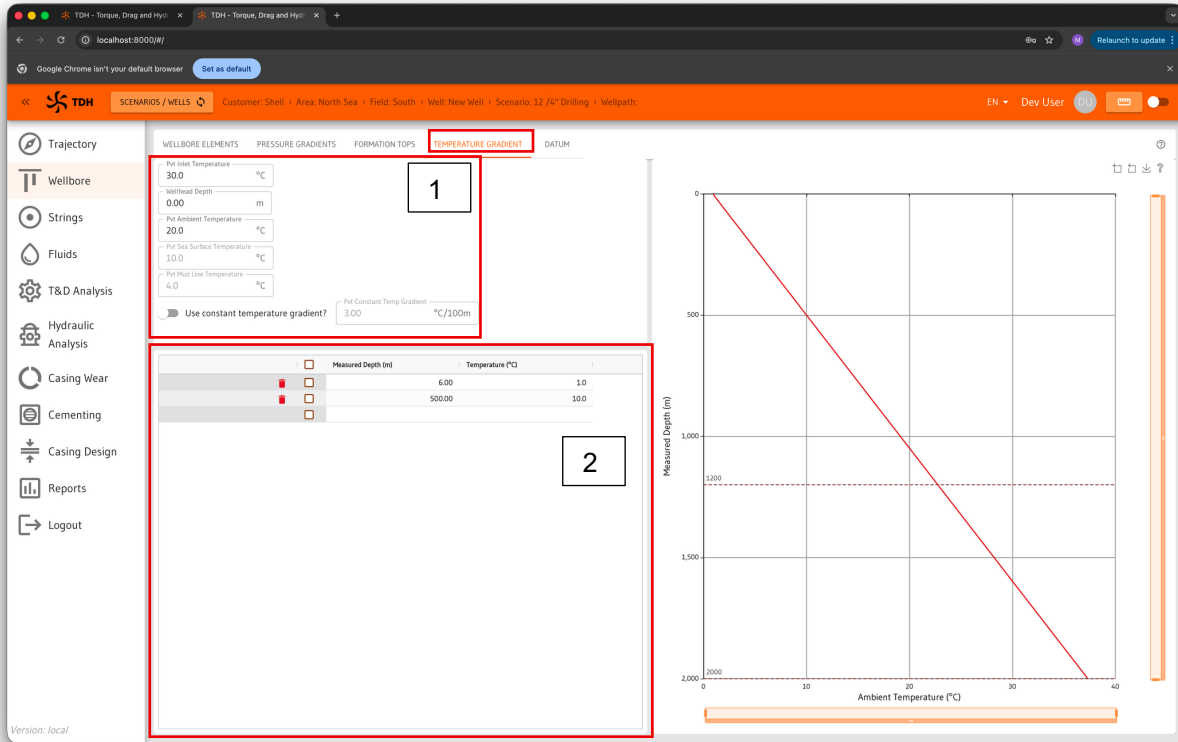 TDH - Torque, Drag and Hydr
TDH - Torque, Drag and Hydr
localhost:8000/#/
M
Relaunch to update
Google Chrome isn't your default browser
Set as default
TDH
SCENARIOS / WELLS
Customer: Shell › Area: North Sea › Field: South › Well: New Well › Scenario: 12 /4" Drilling › Wellpath:
EN
Dev User
DU
Trajectory
Wellbore
Strings
Fluids
T&D Analysis
Hydraulic
Analysis
Casing Wear
Cementing
Casing Design
Reports
Logout
Version: local
WELLBORE ELEMENTS
PRESSURE GRADIENTS
FORMATION TOPS
TEMPERATURE GRADIENT
DATUM
Pvt Inlet Temperature
30.0 °C
Wellhead Depth
0.00 m
Pvt Ambient Temperature
20.0 °C
Pvt Sea Surface Temperature
10.0 °C
Pvt Mud Line Temperature
4.0 °C
Use constant temperature gradient?
Pvt Constant Temp Gradient
3.00 °C/100m
1
Measured Depth (m) Temperature (°C)
6.00 1.0
500.00 10.0
2
0
500
1,000
1200
1,500
2000
2,000
Measured Depth (m)
0 10 20 30 40
Ambient Temperature (°C)